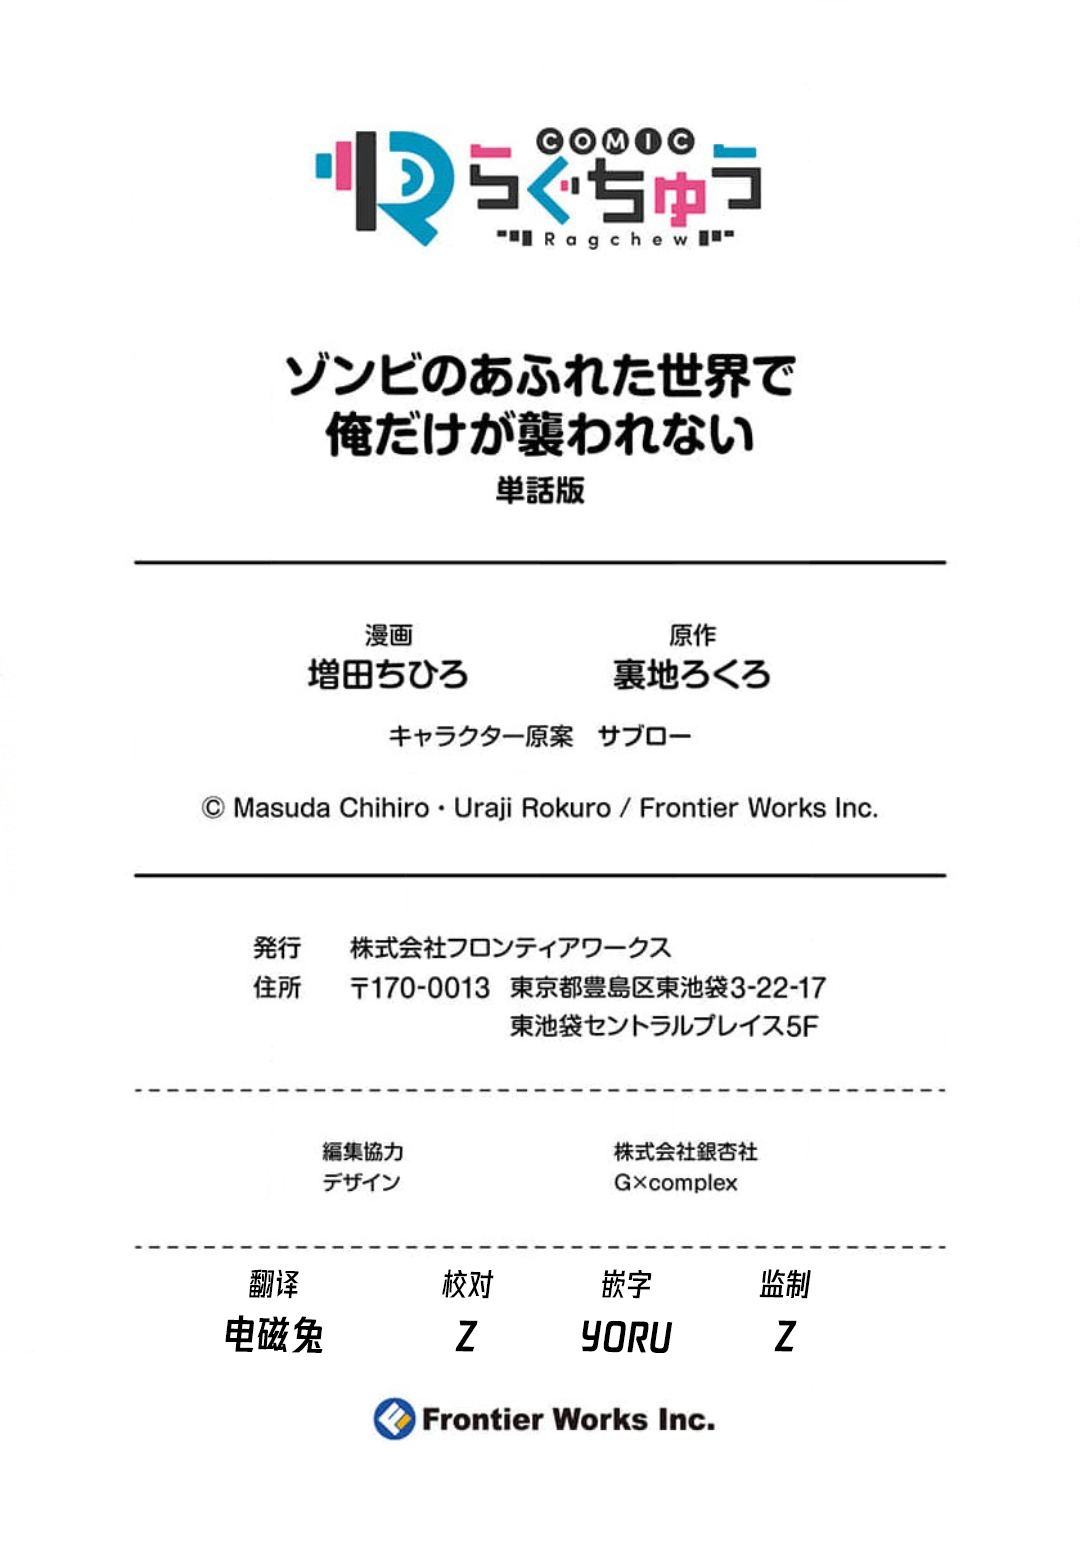 COMIC
らぐちゅう
Ragchew
ゾンビのあふれた世界で
俺だけが襲われない
単話版
漫画 原作
増田ちひろ 裏地ろくろ
キャラクター原案 サブロー
© Masuda Chihiro・Uraji Rokuro / Frontier Works Inc.
発行 株式会社フロンティアワークス
住所 〒170-0013 東京都豊島区東池袋3-22-17
東池袋セントラルプレイス5F
編集協力 株式会社銀杏社
デザイン G×complex
翻译 校对 嵌字 监制
电磁兔 Z YORU Z
Frontier Works Inc.